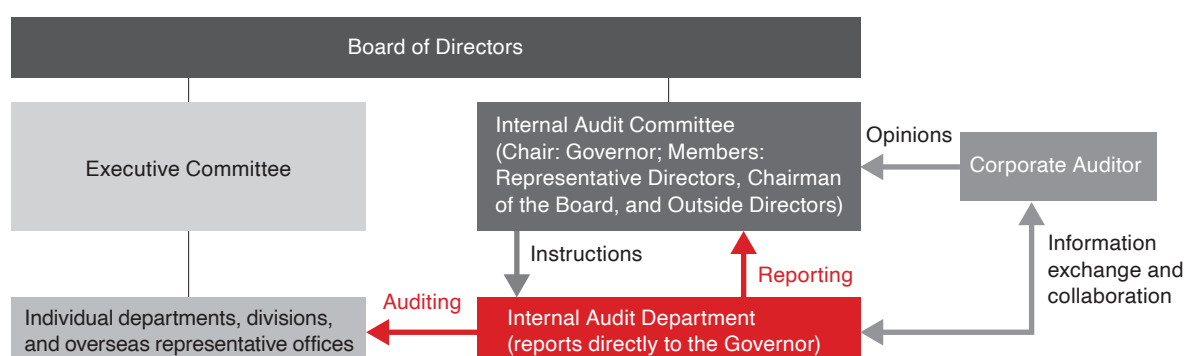 Board of Directors
Executive Committee
Internal Audit Committee
(Chair: Governor; Members:
Representative Directors, Chairman
of the Board, and Outside Directors)
Opinions
Corporate Auditor
Instructions
Reporting
Information
exchange and
collaboration
Auditing
Individual departments, divisions,
and overseas representative offices
Internal Audit Department
(reports directly to the Governor)